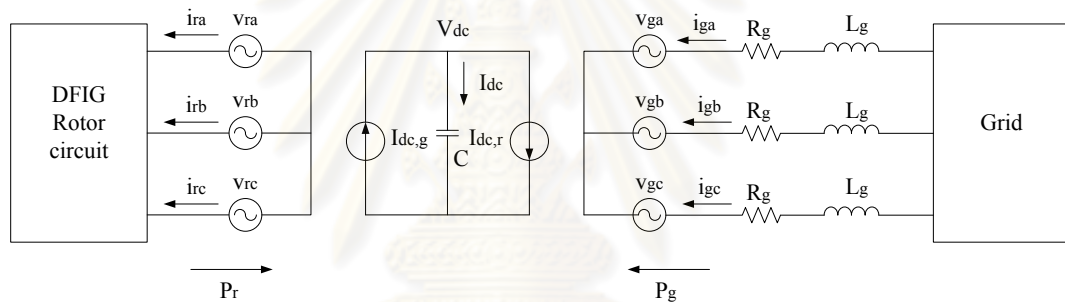 ira
vra
Vdc
vga
iga
Rg
Lg
DFIG
Rotor
circuit
irb
vrb
Idc
Idc,g
C
Idc,r
vgb
igb
Rg
Lg
Grid
irc
vrc
vgc
igc
Rg
Lg
Pr
Pg